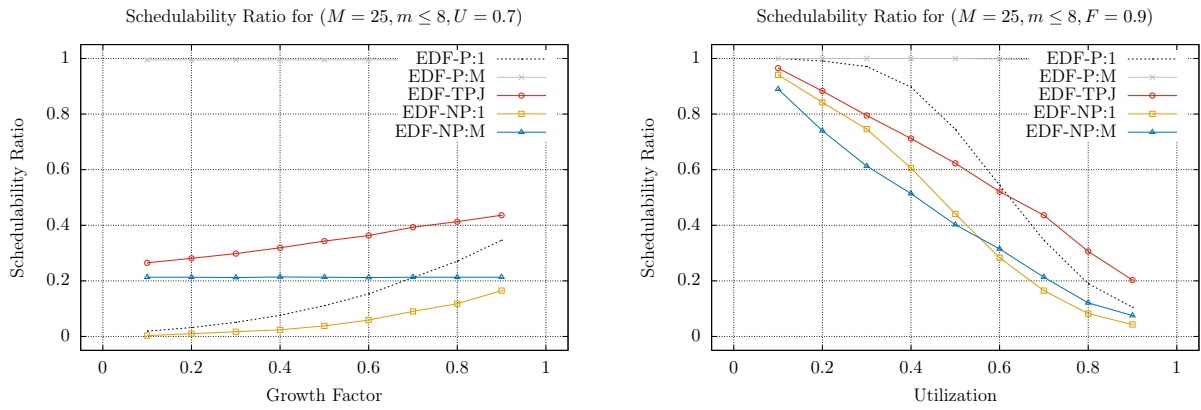 Schedulability Ratio for (M = 25, m ≤ 8, U = 0.7)
Schedulability Ratio
1
0.8
0.6
0.4
0.2
0
EDF-P:1
EDF-P:M
EDF-TPJ
EDF-NP:1
EDF-NP:M
0 0.2 0.4 0.6 0.8 1
Growth Factor
Schedulability Ratio for (M = 25, m ≤ 8, F = 0.9)
Schedulability Ratio
1
0.8
0.6
0.4
0.2
0
EDF-P:1
EDF-P:M
EDF-TPJ
EDF-NP:1
EDF-NP:M
0 0.2 0.4 0.6 0.8 1
Utilization